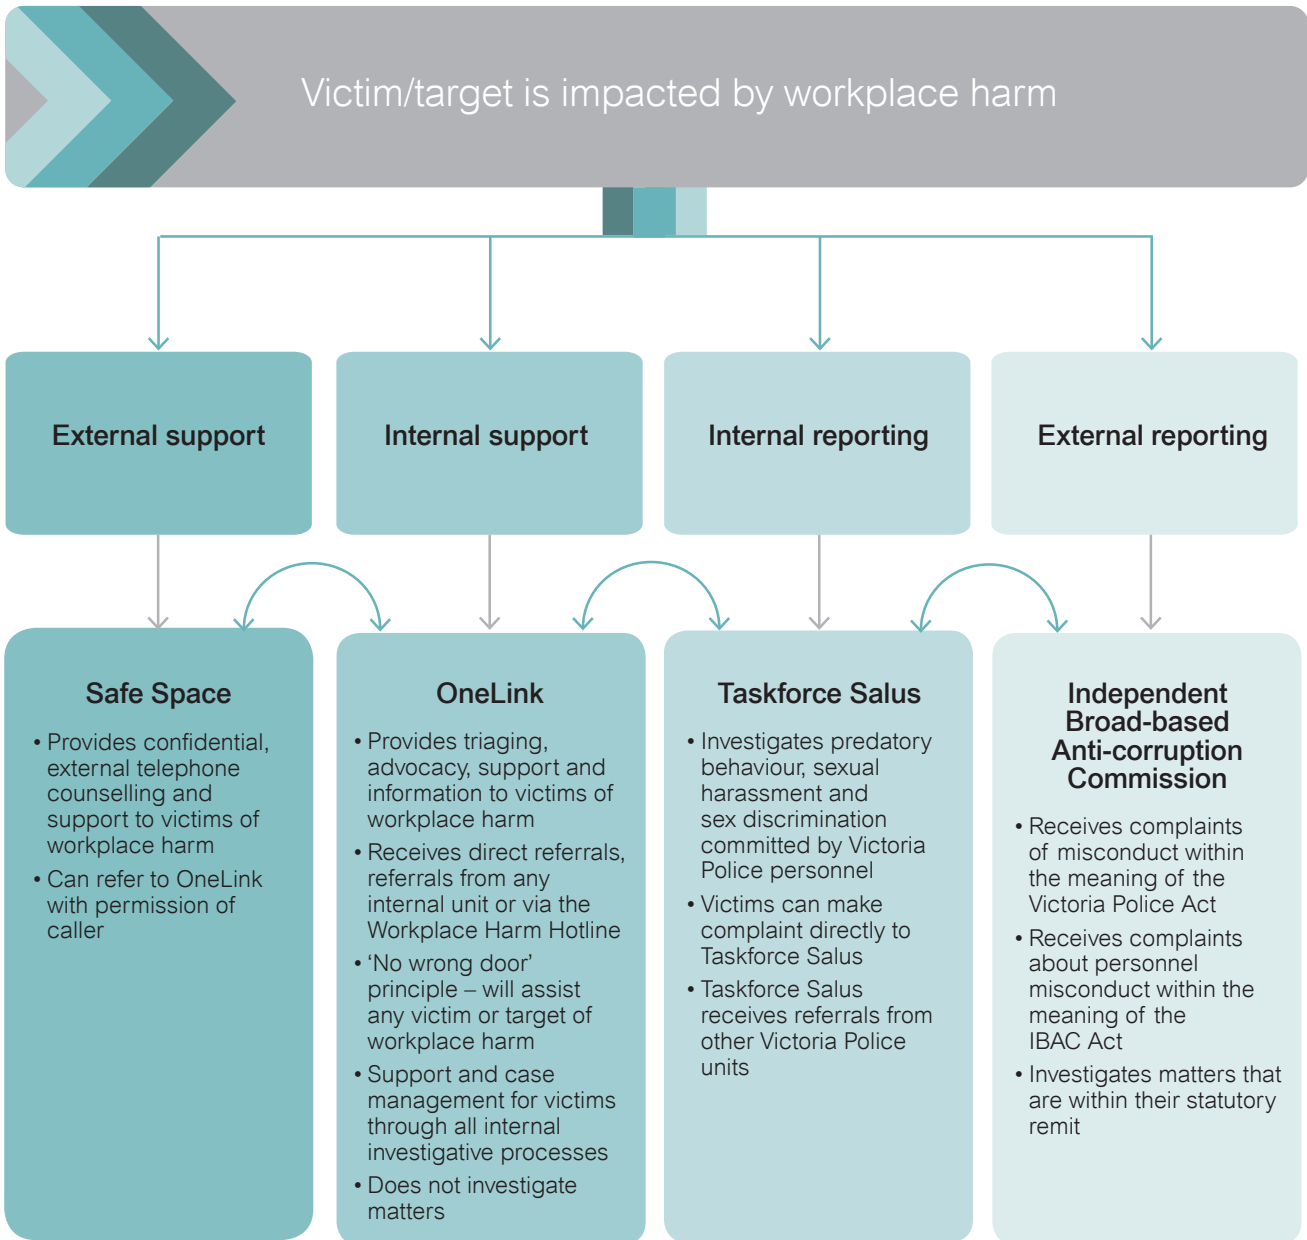 Victim/target is impacted by workplace harm
External support
Internal support
Internal reporting
External reporting
Safe Space
• Provides confidential,
external telephone
counselling and
support to victims of
workplace harm
• Can refer to OneLink
with permission of
caller
OneLink
• Provides triaging,
advocacy, support and
information to victims of
workplace harm
• Receives direct referrals,
referrals from any
internal unit or via the
Workplace Harm Hotline
• ‘No wrong door’
principle – will assist
any victim or target of
workplace harm
• Support and case
management for victims
through all internal
investigative processes
• Does not investigate
matters
Taskforce Salus
• Investigates predatory
behaviour, sexual
harassment and
sex discrimination
committed by Victoria
Police personnel
• Victims can make
complaint directly to
Taskforce Salus
• Taskforce Salus
receives referrals from
other Victoria Police
units
Independent
Broad-based
Anti-corruption
Commission
• Receives complaints
of misconduct within
the meaning of the
Victoria Police Act
• Receives complaints
about personnel
misconduct within the
meaning of the
IBAC Act
• Investigates matters that
are within their statutory
remit